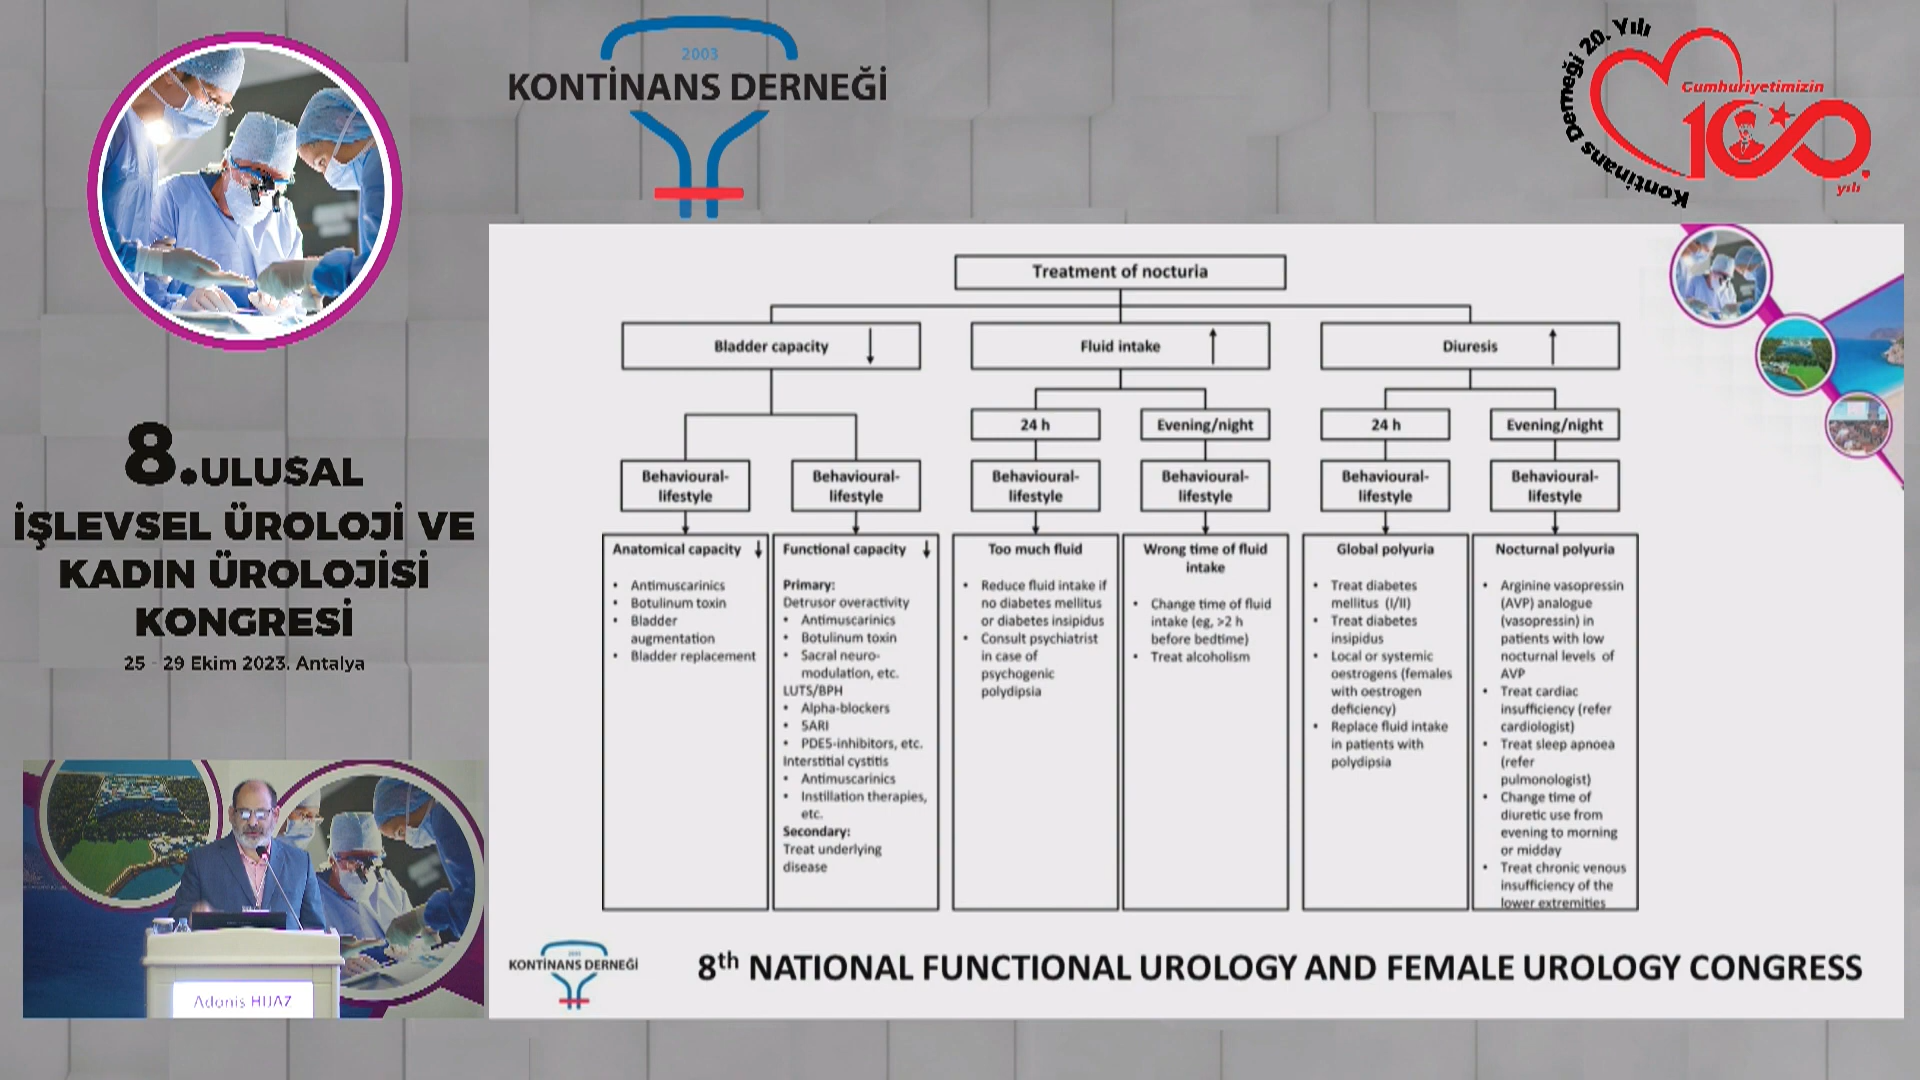 2003
KONTİNANS DERNEĞİ
Kontinans Derneği 20. Yılı
Cumhuriyetimizin
100
yılı
8.ULUSAL
İŞLEVSEL ÜROLOJİ VE
KADIN ÜROLOJİSİ
KONGRESİ
25 - 29 Ekim 2023. Antalya
Adonis HIJAZ
Treatment of nocturia
Bladder capacity ↓
Fluid intake ↑
Diuresis ↑
24 h
Evening/night
24 h
Evening/night
Behavioural-
lifestyle
Behavioural-
lifestyle
Behavioural-
lifestyle
Behavioural-
lifestyle
Behavioural-
lifestyle
Behavioural-
lifestyle
Anatomical capacity ↓
• Antimuscarinics
• Botulinum toxin
• Bladder
augmentation
• Bladder replacement
Functional capacity ↓
Primary:
Detrusor overactivity
• Antimuscarinics
• Botulinum toxin
• Sacral neuro-
modulation, etc.
LUTS/BPH
• Alpha-blockers
• 5ARI
• PDE5-inhibitors, etc.
Interstitial cystitis
• Antimuscarinics
• Instillation therapies,
etc.
Secondary:
Treat underlying
disease
Too much fluid
• Reduce fluid intake if
no diabetes mellitus
or diabetes insipidus
• Consult psychiatrist
in case of
psychogenic
polydipsia
Wrong time of fluid
intake
• Change time of fluid
intake (eg, >2 h
before bedtime)
• Treat alcoholism
Global polyuria
• Treat diabetes
mellitus (I/II)
• Treat diabetes
insipidus
• Local or systemic
oestrogens (females
with oestrogen
deficiency)
• Replace fluid intake
in patients with
polydipsia
Nocturnal polyuria
• Arginine vasopressin
(AVP) analogue
(vasopressin) in
patients with low
nocturnal levels of
AVP
• Treat cardiac
insufficiency (refer
cardiologist)
• Treat sleep apnoea
(refer
pulmonologist)
• Change time of
diuretic use from
evening to morning
or midday
• Treat chronic venous
insufficiency of the
lower extremities
KONTİNANS DERNEĞİ
8th NATIONAL FUNCTIONAL UROLOGY AND FEMALE UROLOGY CONGRESS